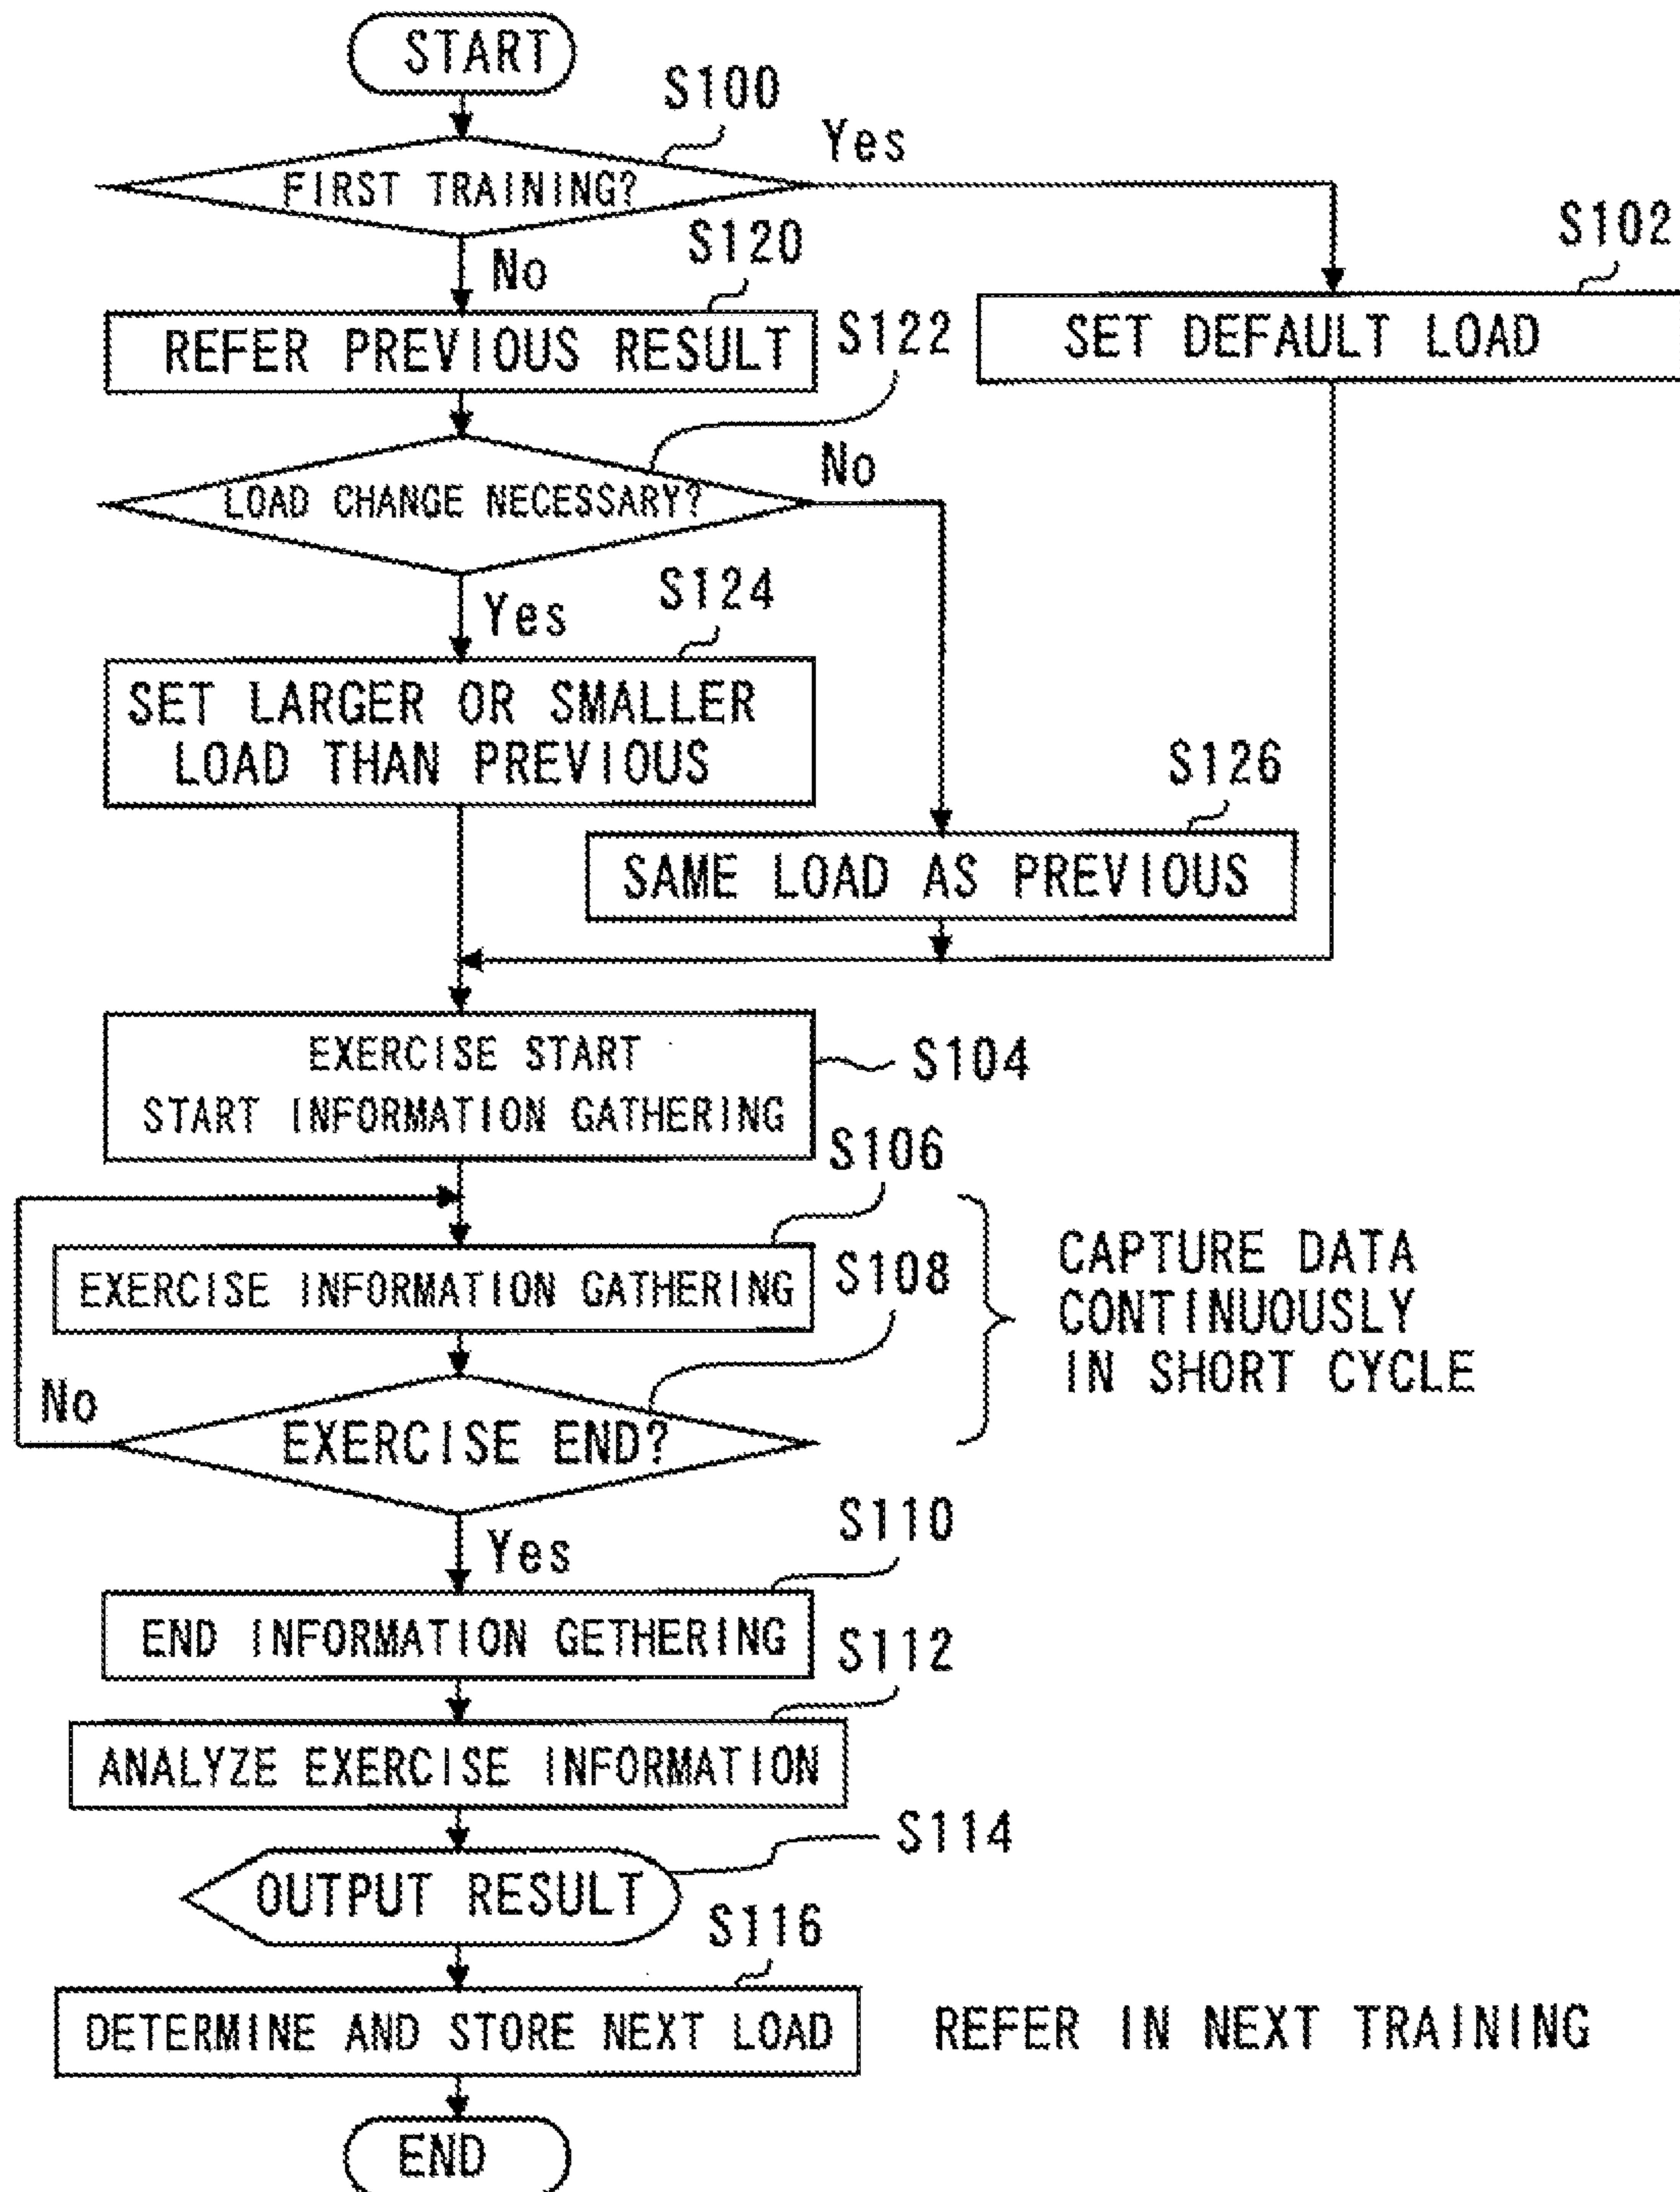 START
S100
Yes
FIRST TRAINING?
S120
No
S102
REFER PREVIOUS RESULT
S122
SET DEFAULT LOAD
No
LOAD CHANGE NECESSARY?
S124
Yes
SET LARGER OR SMALLER
LOAD THAN PREVIOUS
S126
SAME LOAD AS PREVIOUS
EXERCISE START
START INFORMATION GATHERING
S104
S106
EXERCISE INFORMATION GATHERING
S108
CAPTURE DATA
CONTINUOUSLY
IN SHORT CYCLE
No
EXERCISE END?
S110
Yes
END INFORMATION GETHERING
S112
ANALYZE EXERCISE INFORMATION
S114
OUTPUT RESULT
S116
DETERMINE AND STORE NEXT LOAD
REFER IN NEXT TRAINING
END